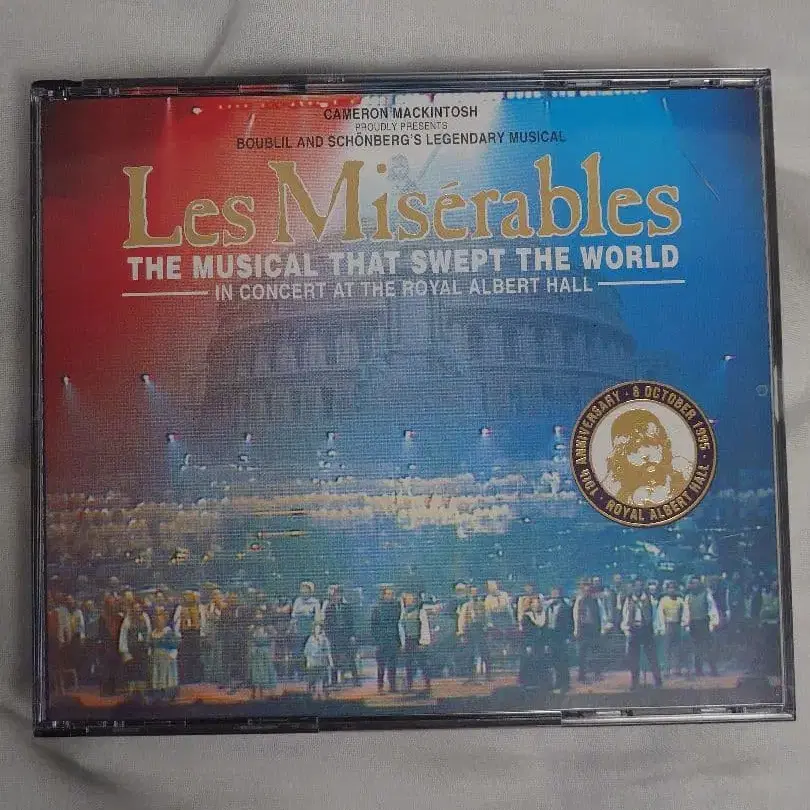 CAMERON MACKINTOSH
PROUDLY PRESENTS
BOUBLIL AND SCHÖNBERG'S LEGENDARY MUSICAL
Les Misérables
THE MUSICAL THAT SWEPT THE WORLD
IN CONCERT AT THE ROYAL ALBERT HALL
10th ANNIVERSARY · 8 OCTOBER 1995 · ROYAL ALBERT HALL ·